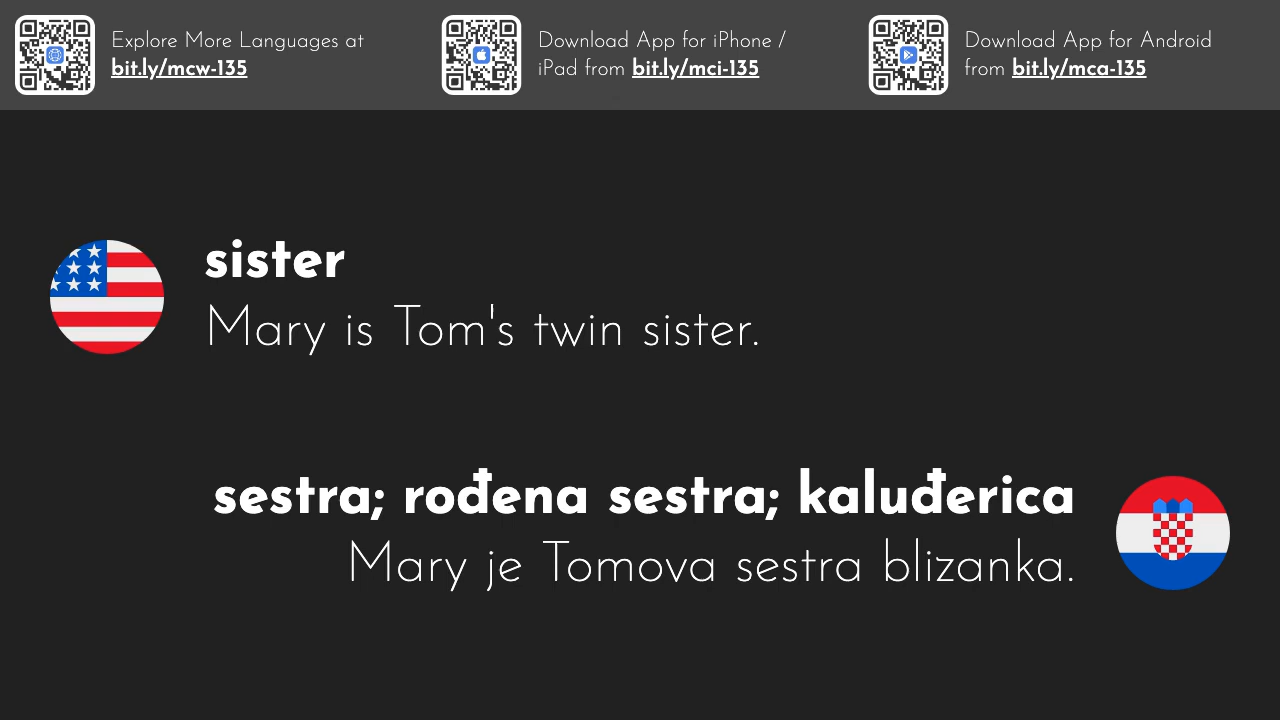 Explore More Languages at
bit.ly/mcw-135
Download App for iPhone /
iPad from bit.ly/mci-135
Download App for Android
from bit.ly/mca-135
sister
Mary is Tom's twin sister.
sestra; rođena sestra; kaluđerica
Mary je Tomova sestra blizanka.